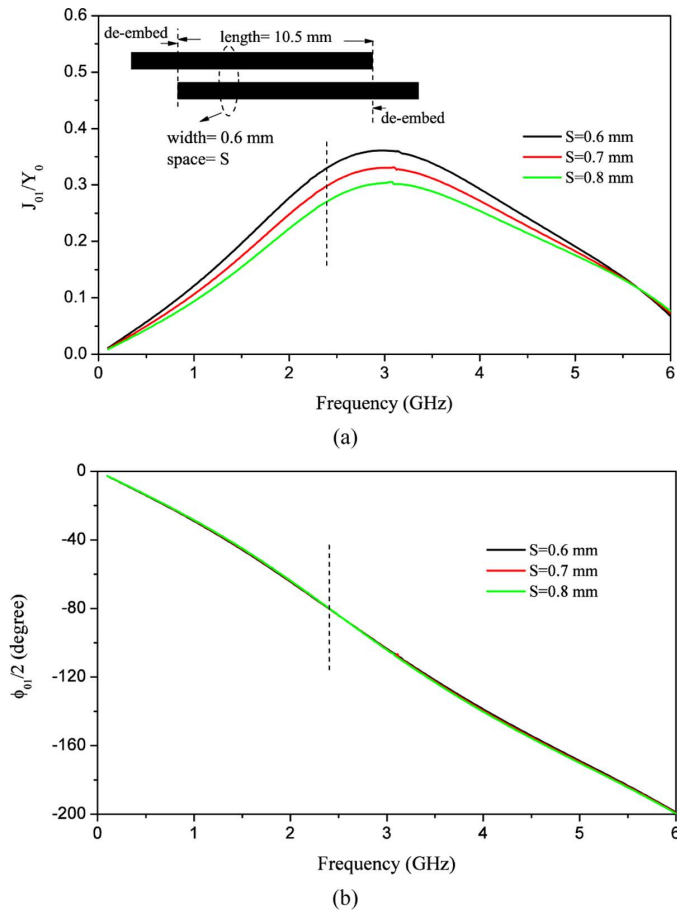 0.6
0.5
0.4
0.3
0.2
0.1
0.0
J01/Y0
de-embed
length= 10.5 mm
de-embed
width= 0.6 mm
space= S
S=0.6 mm
S=0.7 mm
S=0.8 mm
0 1 2 3 4 5 6
Frequency (GHz)
(a)
0
-40
-80
-120
-160
-200
ϕ01/2 (degree)
S=0.6 mm
S=0.7 mm
S=0.8 mm
0 1 2 3 4 5 6
Frequency (GHz)
(b)